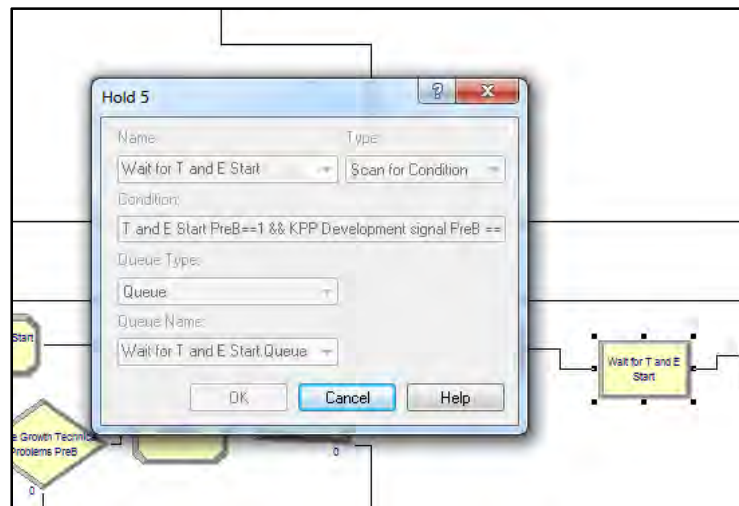 Hold 5
Name:
Type:
Wait for T and E Start
Scan for Condition
Condition:
T and E Start PreB==1 && KPP Development signal PreB ==
Queue Type:
Queue
Queue Name:
Wait for T and E Start.Queue
OK
Cancel
Help
Start
Wait for T and E
Start
e Growth Technica
Problems PreB
0
0